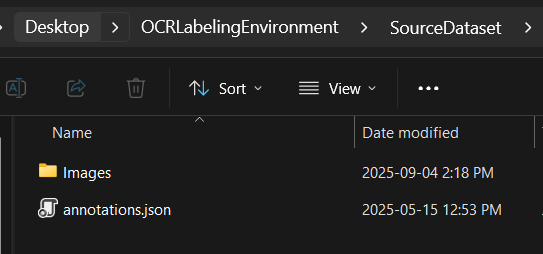 Desktop > OCRLabelingEnvironment > SourceDataset >
Sort View ...
Name Date modified
Images 2025-09-04 2:18 PM
annotations.json 2025-05-15 12:53 PM